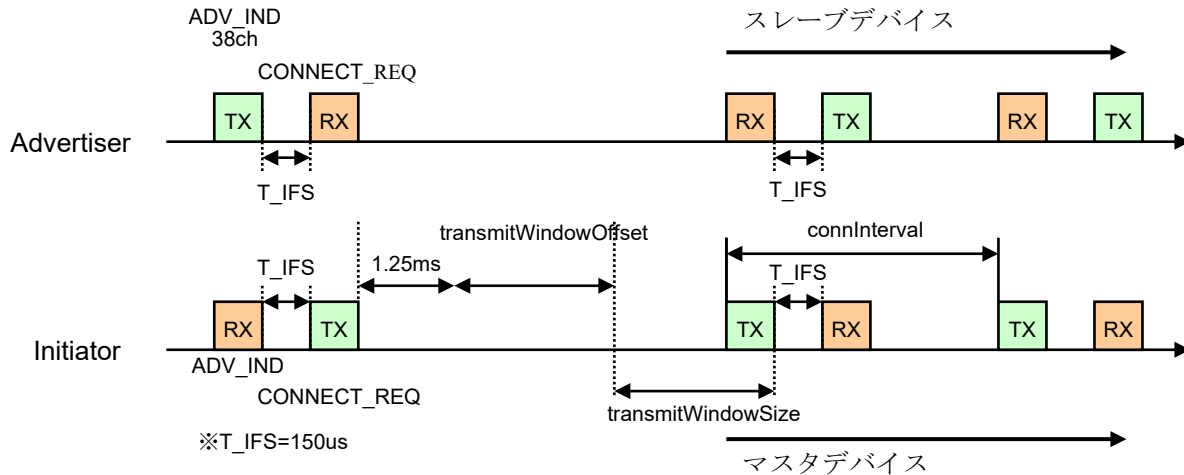 ADV_IND
38ch
スレーブデバイス
CONNECT_REQ
TX
RX
RX
TX
RX
TX
Advertiser
T_IFS
T_IFS
transmitWindowOffset
connInterval
T_IFS
1.25ms
T_IFS
RX
TX
TX
RX
TX
RX
Initiator
ADV_IND
CONNECT_REQ
transmitWindowSize
※T_IFS=150us
マスタデバイス